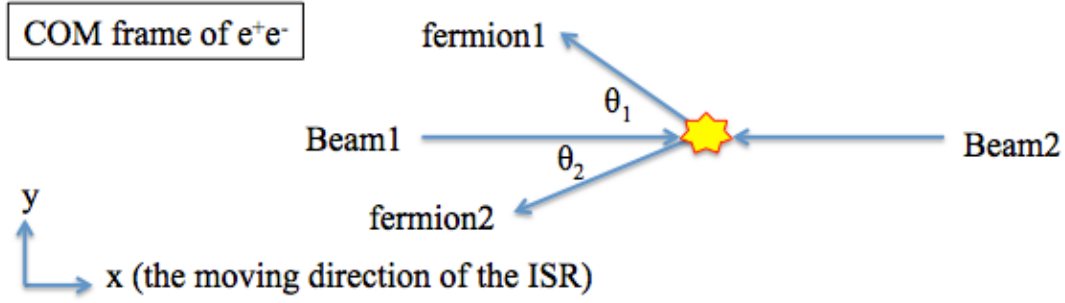 COM frame of e⁺e⁻
fermion1
θ₁
Beam1
θ₂
Beam2
fermion2
y
x (the moving direction of the ISR)